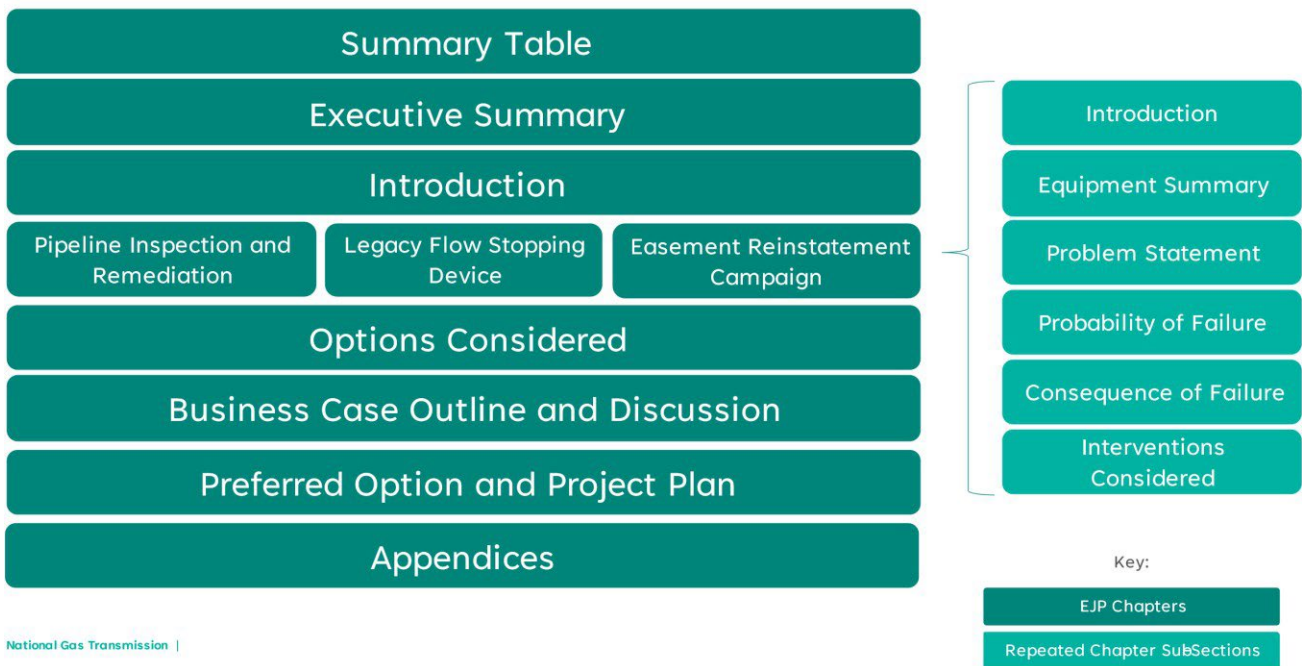 Summary Table
Executive Summary
Introduction
Pipeline Inspection and
Remediation
Legacy Flow Stopping
Device
Easement Reinstatement
Campaign
Options Considered
Business Case Outline and Discussion
Preferred Option and Project Plan
Appendices
Introduction
Equipment Summary
Problem Statement
Probability of Failure
Consequence of Failure
Interventions
Considered
Key:
EJP Chapters
Repeated Chapter SubSections
National Gas Transmission |